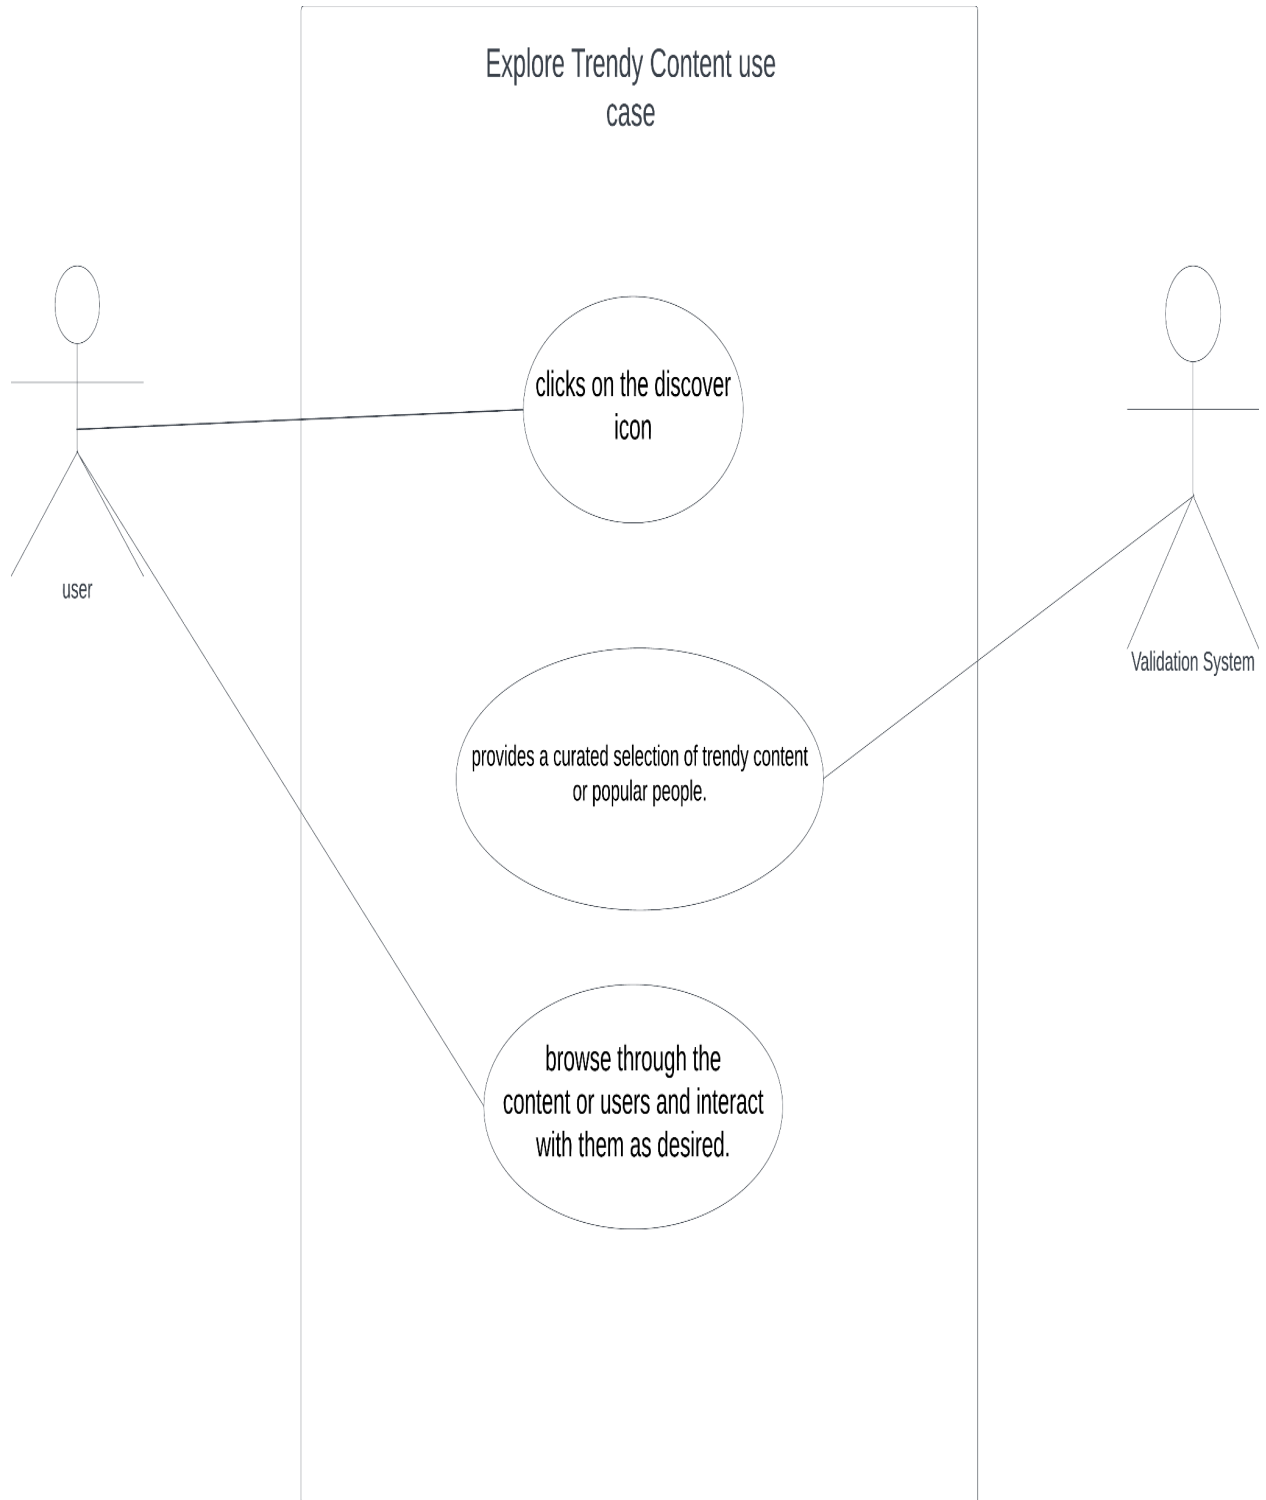 Explore Trendy Content use
case
clicks on the discover
icon
user
Validation System
provides a curated selection of trendy content
or popular people.
browse through the
content or users and interact
with them as desired.